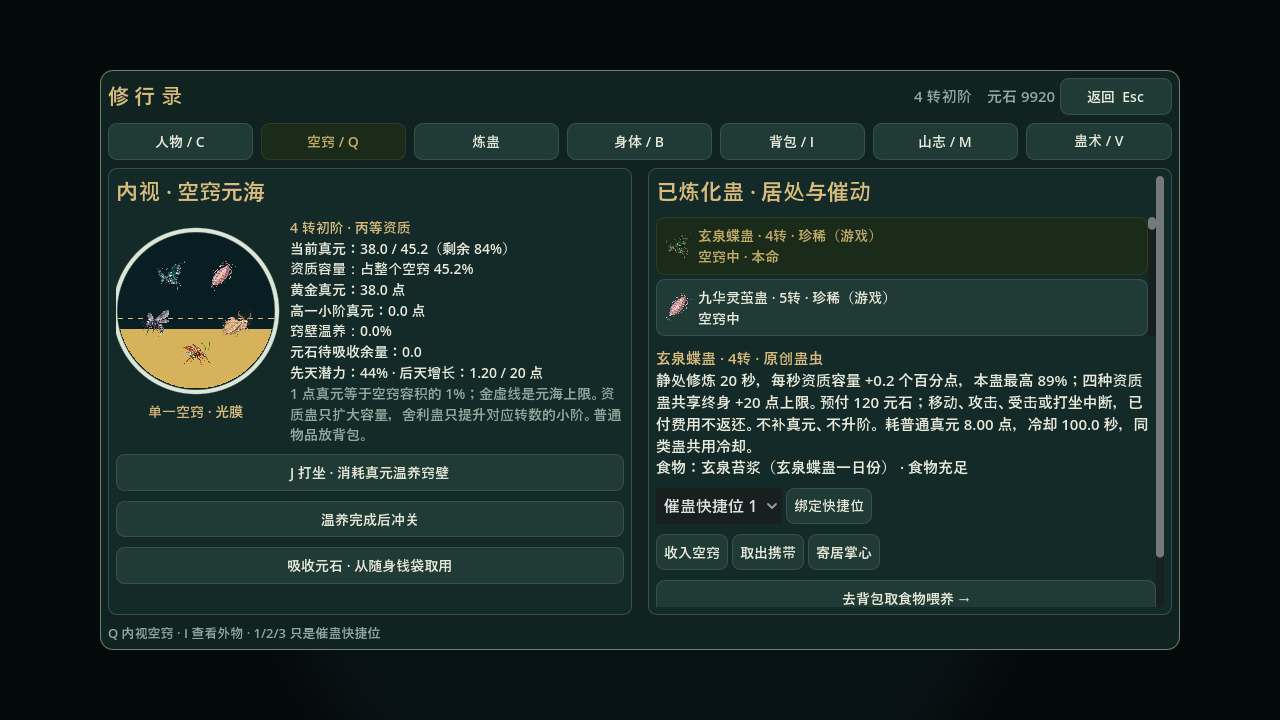 修行录
4 转初阶 元石 9920
返回 Esc
人物 / C
空窍 / Q
炼蛊
身体 / B
背包 / I
山志 / M
蛊术 / V
内视 · 空窍元海
4 转初阶 · 丙等资质
当前真元：38.0 / 45.2（剩余 84%）
资质容量：占整个空窍 45.2%
黄金真元：38.0 点
高一小阶真元：0.0 点
窍壁温养：0.0%
元石待吸收余量：0.0
先天潜力：44% · 后天增长：1.20 / 20 点
1 点真元等于空窍容积的 1%；金虚线是元海上限。资
质蛊只扩大容量，舍利蛊只提升对应转数的小阶。普通
物品放背包。
单一空窍 · 光膜
J 打坐 · 消耗真元温养窍壁
温养完成后冲关
吸收元石 · 从随身钱袋取用
已炼化蛊 · 居处与催动
玄泉蝶蛊 · 4转 · 珍稀（游戏）
空窍中 · 本命
九华灵茧蛊 · 5转 · 珍稀（游戏）
空窍中
玄泉蝶蛊 · 4转 · 原创蛊虫
静处修炼 20 秒，每秒资质容量 +0.2 个百分点，本蛊最高 89%；四种资质
蛊共享终身 +20 点上限。预付 120 元石；移动、攻击、受击或打坐中断，已
付费用不返还。不补真元、不升阶。耗普通真元 8.00 点，冷却 100.0 秒，同
类蛊共用冷却。
食物：玄泉苔浆（玄泉蝶蛊一日份） · 食物充足
催蛊快捷位 1
绑定快捷位
收入空窍
取出携带
寄居掌心
去背包取食物喂养 →
Q 内视空窍 · I 查看外物 · 1/2/3 只是催蛊快捷位